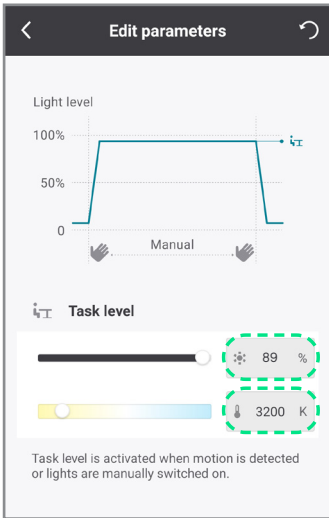 Edit parameters
Light level
100%
50%
0
Manual
Task level
89 %
3200 K
Task level is activated when motion is detected
or lights are manually switched on.